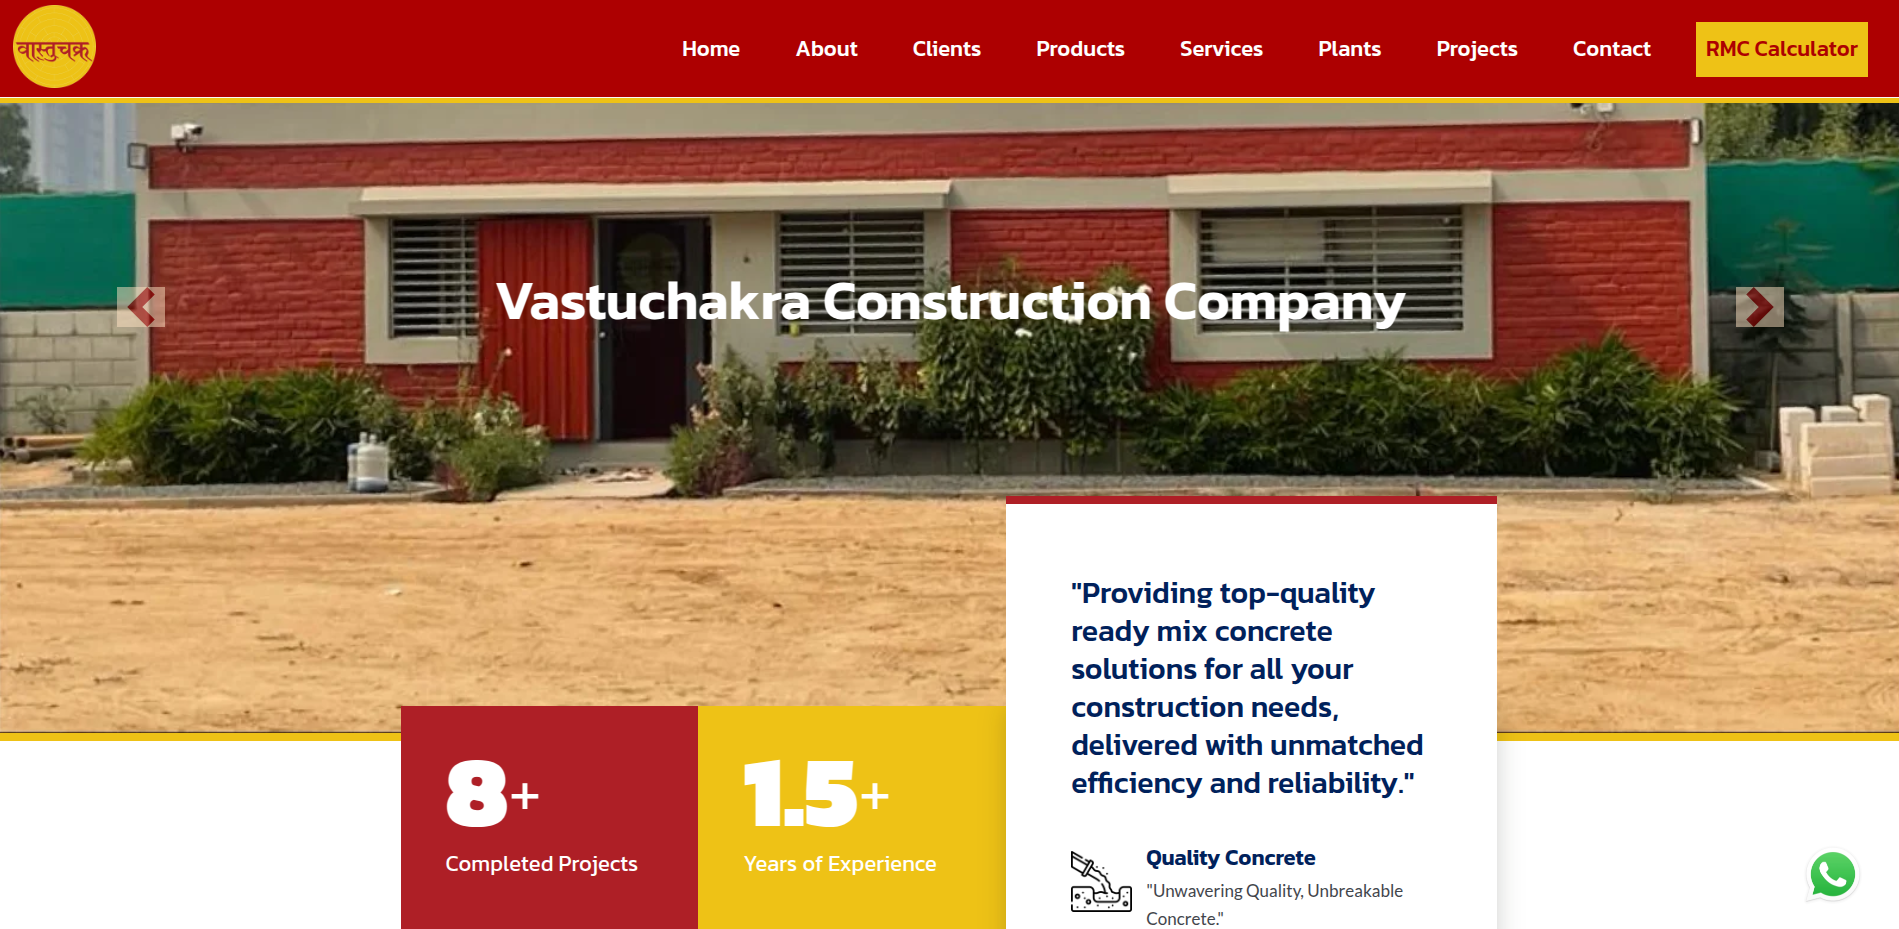 वास्तुचक्र
Home About Clients Products Services Plants Projects Contact RMC Calculator
Vastuchakra Construction Company
"Providing top-quality
ready mix concrete
solutions for all your
construction needs,
delivered with unmatched
efficiency and reliability."
8+
Completed Projects
1.5+
Years of Experience
Quality Concrete
"Unwavering Quality, Unbreakable
Concrete."